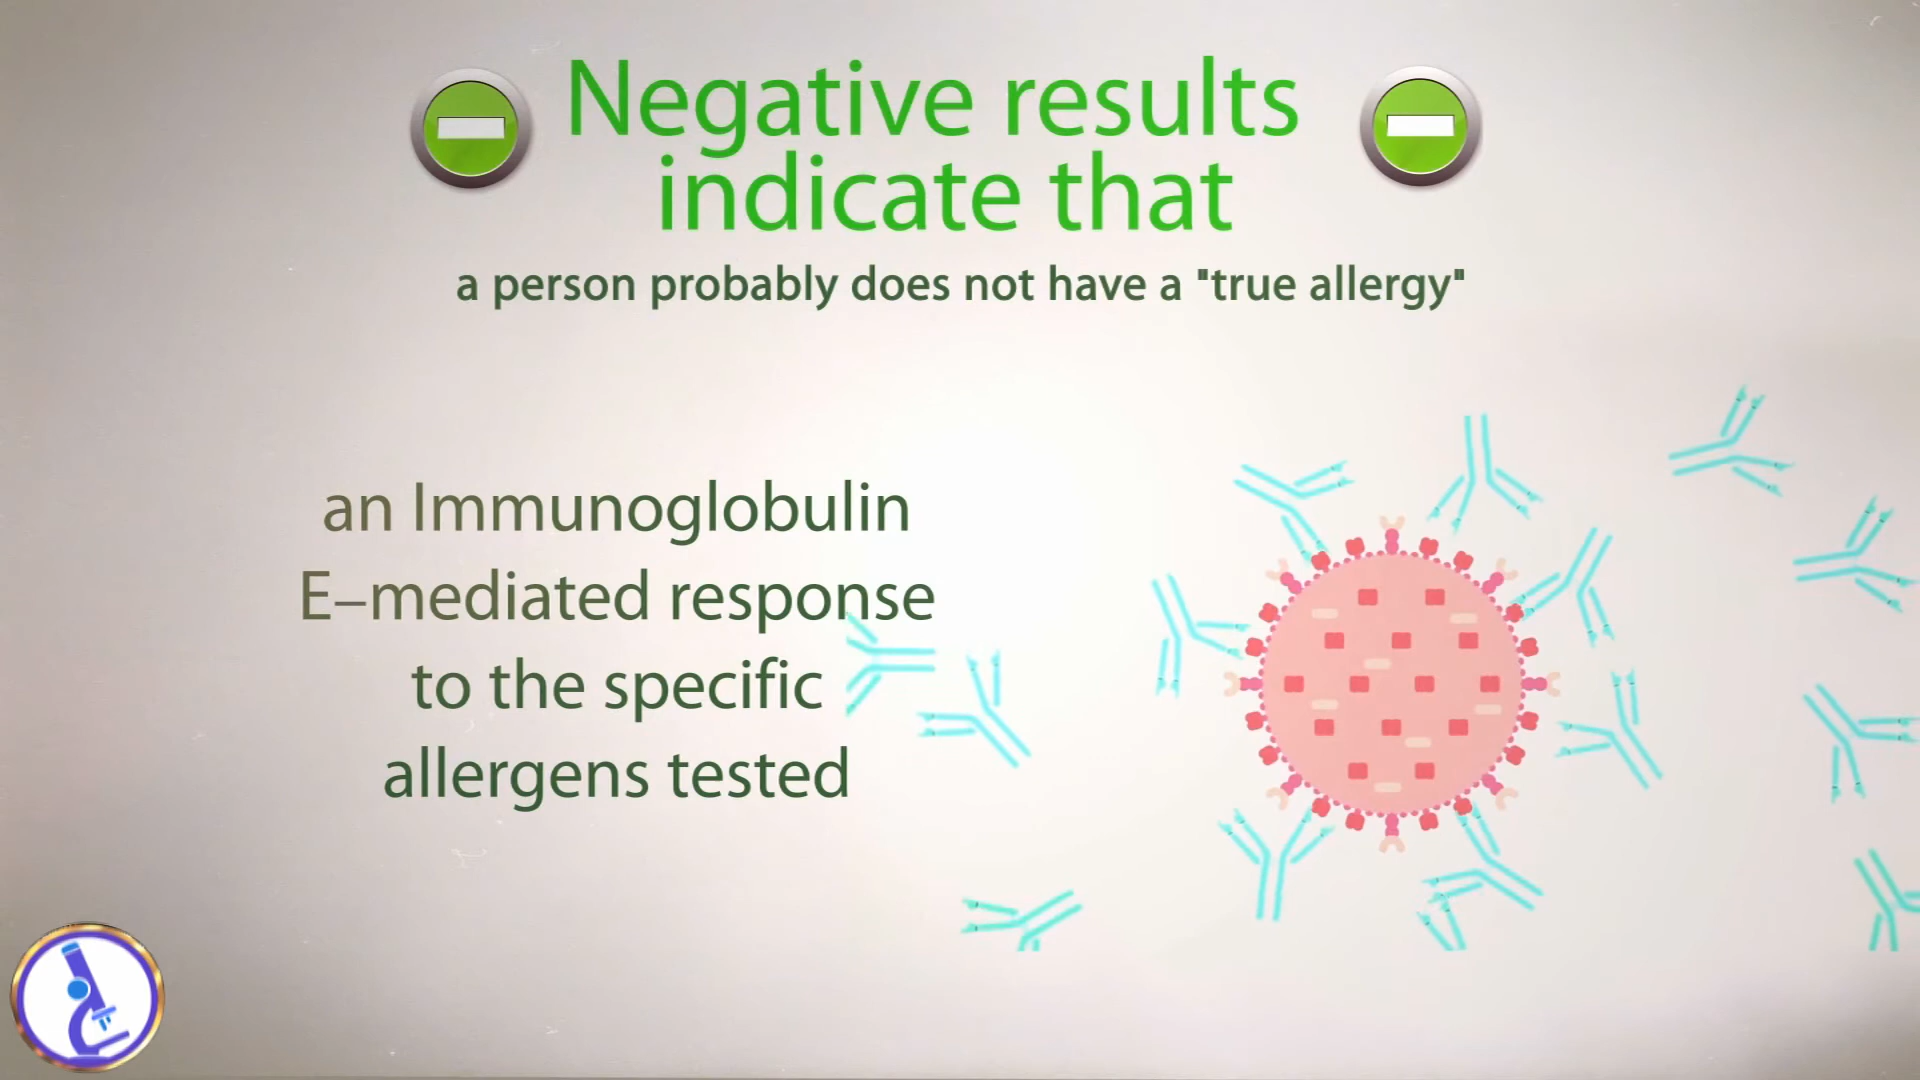 Negative results
indicate that
a person probably does not have a "true allergy"
an Immunoglobulin
E–mediated response
to the specific
allergens tested